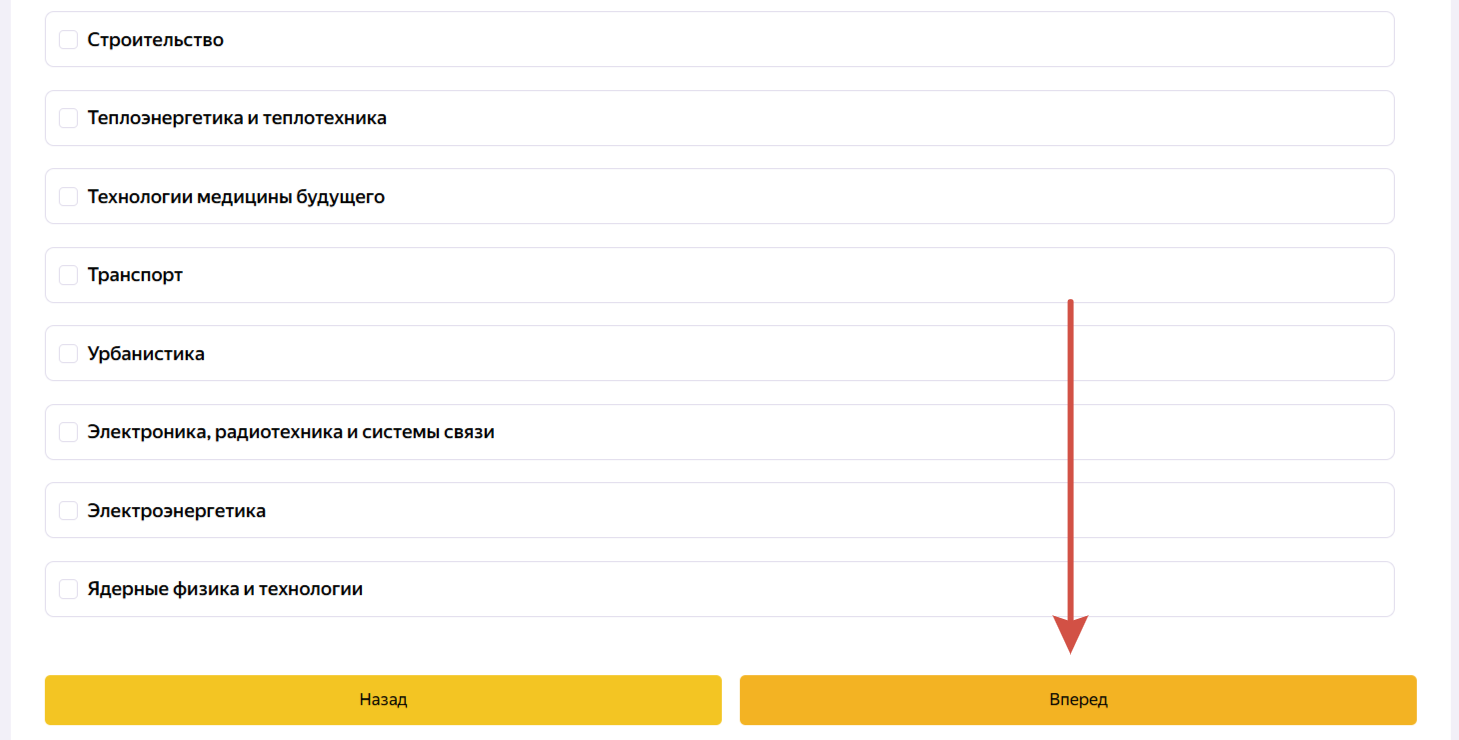 Строительство
Теплоэнергетика и теплотехника
Технологии медицины будущего
Транспорт
Урбанистика
Электроника, радиотехника и системы связи
Электроэнергетика
Ядерные физика и технологии
Назад
Вперед